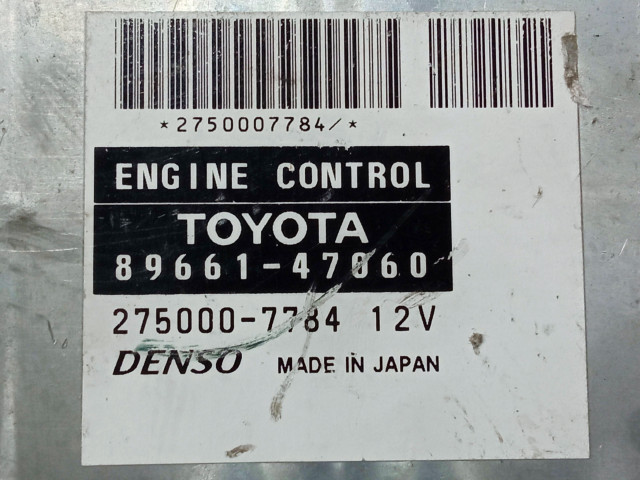 *2750007784/*
ENGINE CONTROL
TOYOTA
89661-47060
275000-7784 12V
DENSO MADE IN JAPAN